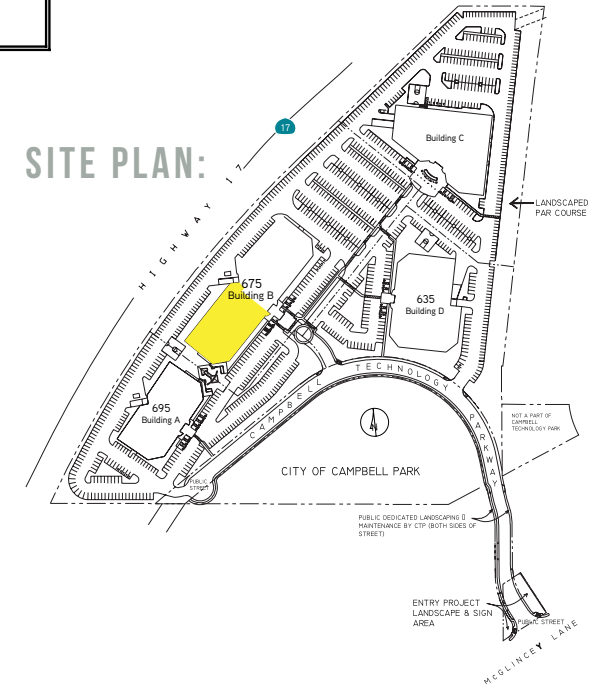 SITE PLAN:
HIGHWAY 17
17
Building C
LANDSCAPED
PAR COURSE
675
Building B
635
Building D
695
Building A
CAMPBELL TECHNOLOGY PARKWAY
NOT A PART OF
CAMPBELL
TECHNOLOGY PARK
N
CITY OF CAMPBELL PARK
PUBLIC
STREET
PUBLIC DEDICATED LANDSCAPING &
MAINTENANCE BY CTP (BOTH SIDES OF
STREET)
ENTRY PROJECT
LANDSCAPE & SIGN
AREA
PUBLIC STREET
McGLINCEY LANE